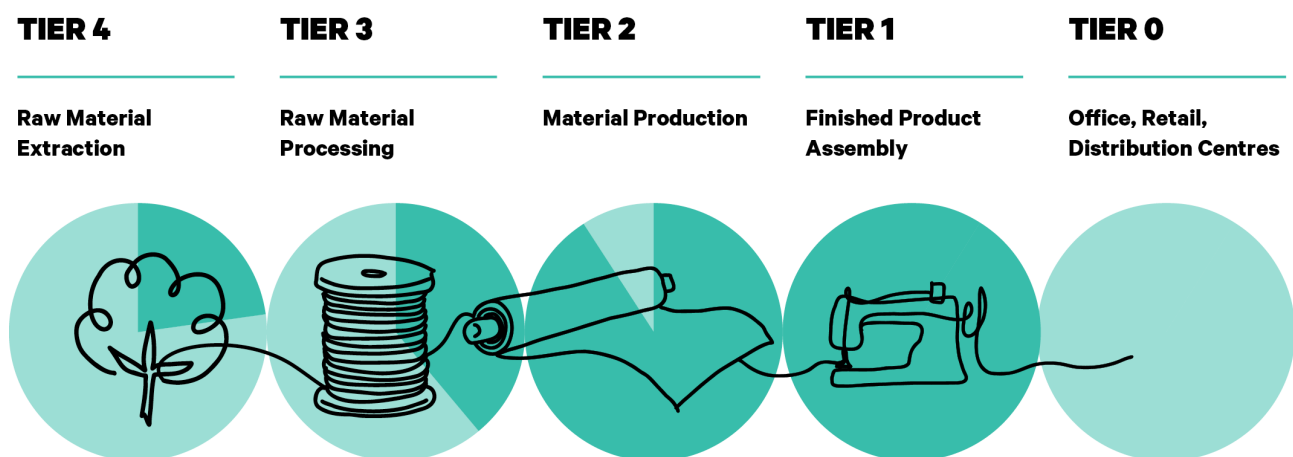 TIER 4
Raw Material
Extraction
TIER 3
Raw Material
Processing
TIER 2
Material Production
TIER 1
Finished Product
Assembly
TIER 0
Office, Retail,
Distribution Centres